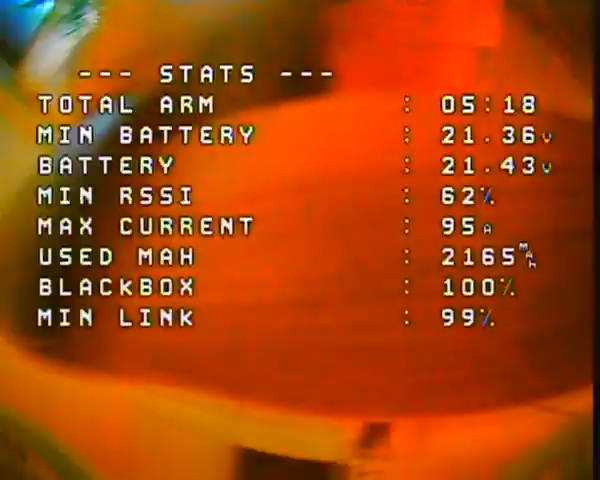 --- STATS ---
TOTAL ARM : 05:18
MIN BATTERY : 21.36V
BATTERY : 21.43V
MIN RSSI : 62%
MAX CURRENT : 95A
USED MAH : 2165MAH
BLACKBOX : 100%
MIN LINK : 99%